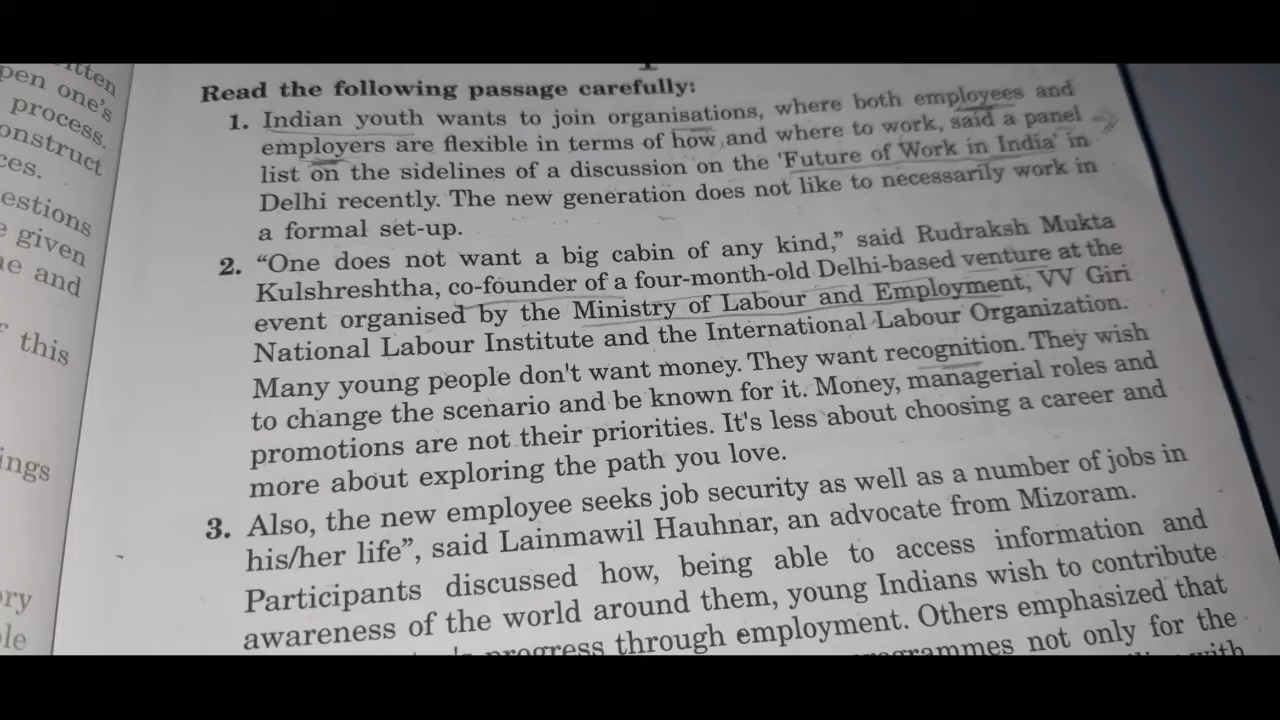 itten
pen one's
process.
onstruct
ces.
estions
e given
ne and
f this
ings
ory
ole
Read the following passage carefully:
1. Indian youth wants to join organisations, where both employees and
employers are flexible in terms of how and where to work, said a panel
list on the sidelines of a discussion on the 'Future of Work in India' in
Delhi recently. The new generation does not like to necessarily work in
a formal set-up.
2. "One does not want a big cabin of any kind," said Rudraksh Mukta
Kulshreshtha, co-founder of a four-month-old Delhi-based venture at the
event organised by the Ministry of Labour and Employment, VV Giri
National Labour Institute and the International Labour Organization.
Many young people don't want money. They want recognition. They wish
to change the scenario and be known for it. Money, managerial roles and
promotions are not their priorities. It's less about choosing a career and
more about exploring the path you love.
3. Also, the new employee seeks job security as well as a number of jobs in
his/her life", said Lainmawil Hauhnar, an advocate from Mizoram.
Participants discussed how, being able to access information and
awareness of the world around them, young Indians wish to contribute
progress through employment. Others emphasized that
grammes not only for the
with